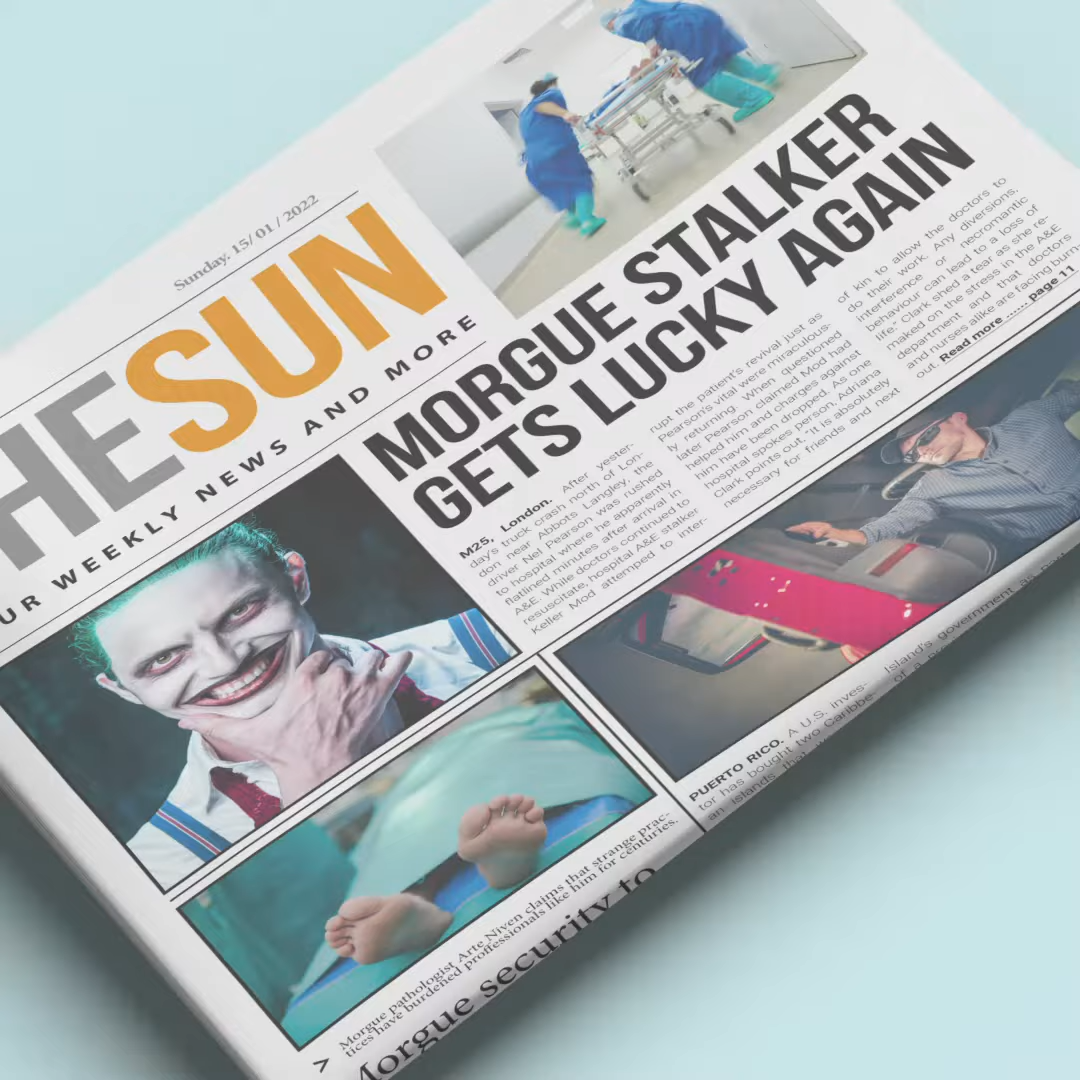 Sunday. 15/ 01 / 2022
HESUN
UR WEEKLY NEWS AND MORE
MORGUE STALKER
GETS LUCKY AGAIN
M25, London. After yester-
day's truck crash north of Lon-
don near Abbots Langley, the
driver Nel Pearson was rushed
to hospital where he apparently
flatlined minutes after arrival in
A&E. While doctors continued to
resuscitate, hospital A&E stalker
Keller Mod attemped to inter-
rupt the patient's revival just as
Pearson's vital were miraculous-
ly returning. When questioned
later Pearson claimed Mod had
helped him and charges against
him have been dropped. As one
hospital spokes person, Adriana
Clark points out. "It is absolutely
necessary for friends and next
of kin to allow the doctors to
do their work. Any diversions,
interference or necromantic
behaviour can lead to a loss of
life." Clark shed a tear as she re-
maked on the stress in the A&E
department and that doctors
and nurses alike are facing burn-
out. Read more ...... page 11
PUERTO RICO. A U.S. inves-
tor has bought two Caribbe-
an islands
Island's government
of a
Morgue pathologist Arte Niven claims that strange prac-
tices have burdened proffessionals like him for centuries.
>
Morgue security to